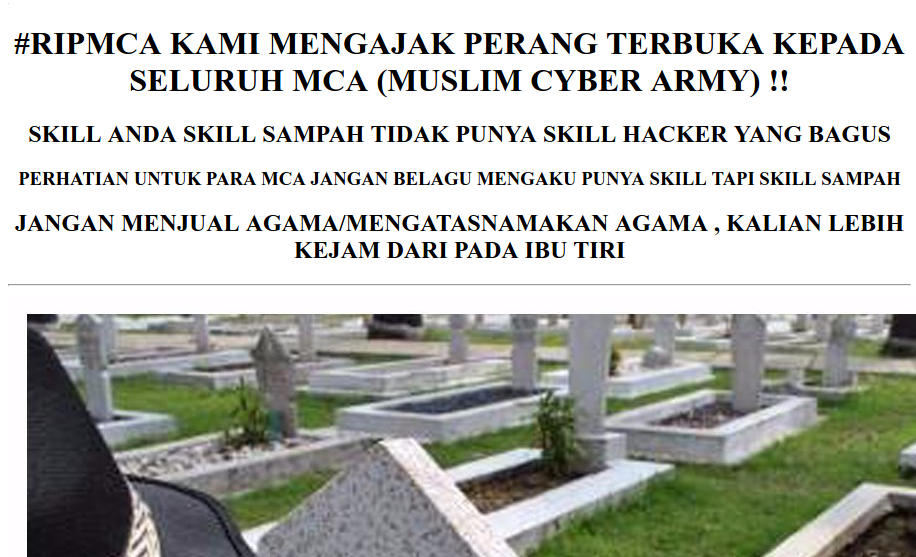 #RIPMCA KAMI MENGAJAK PERANG TERBUKA KEPADA
SELURUH MCA (MUSLIM CYBER ARMY) !!
SKILL ANDA SKILL SAMPAH TIDAK PUNYA SKILL HACKER YANG BAGUS
PERHATIAN UNTUK PARA MCA JANGAN BELAGU MENGAKU PUNYA SKILL TAPI SKILL SAMPAH
JANGAN MENJUAL AGAMA/MENGATASNAMAKAN AGAMA , KALIAN LEBIH
KEJAM DARI PADA IBU TIRI